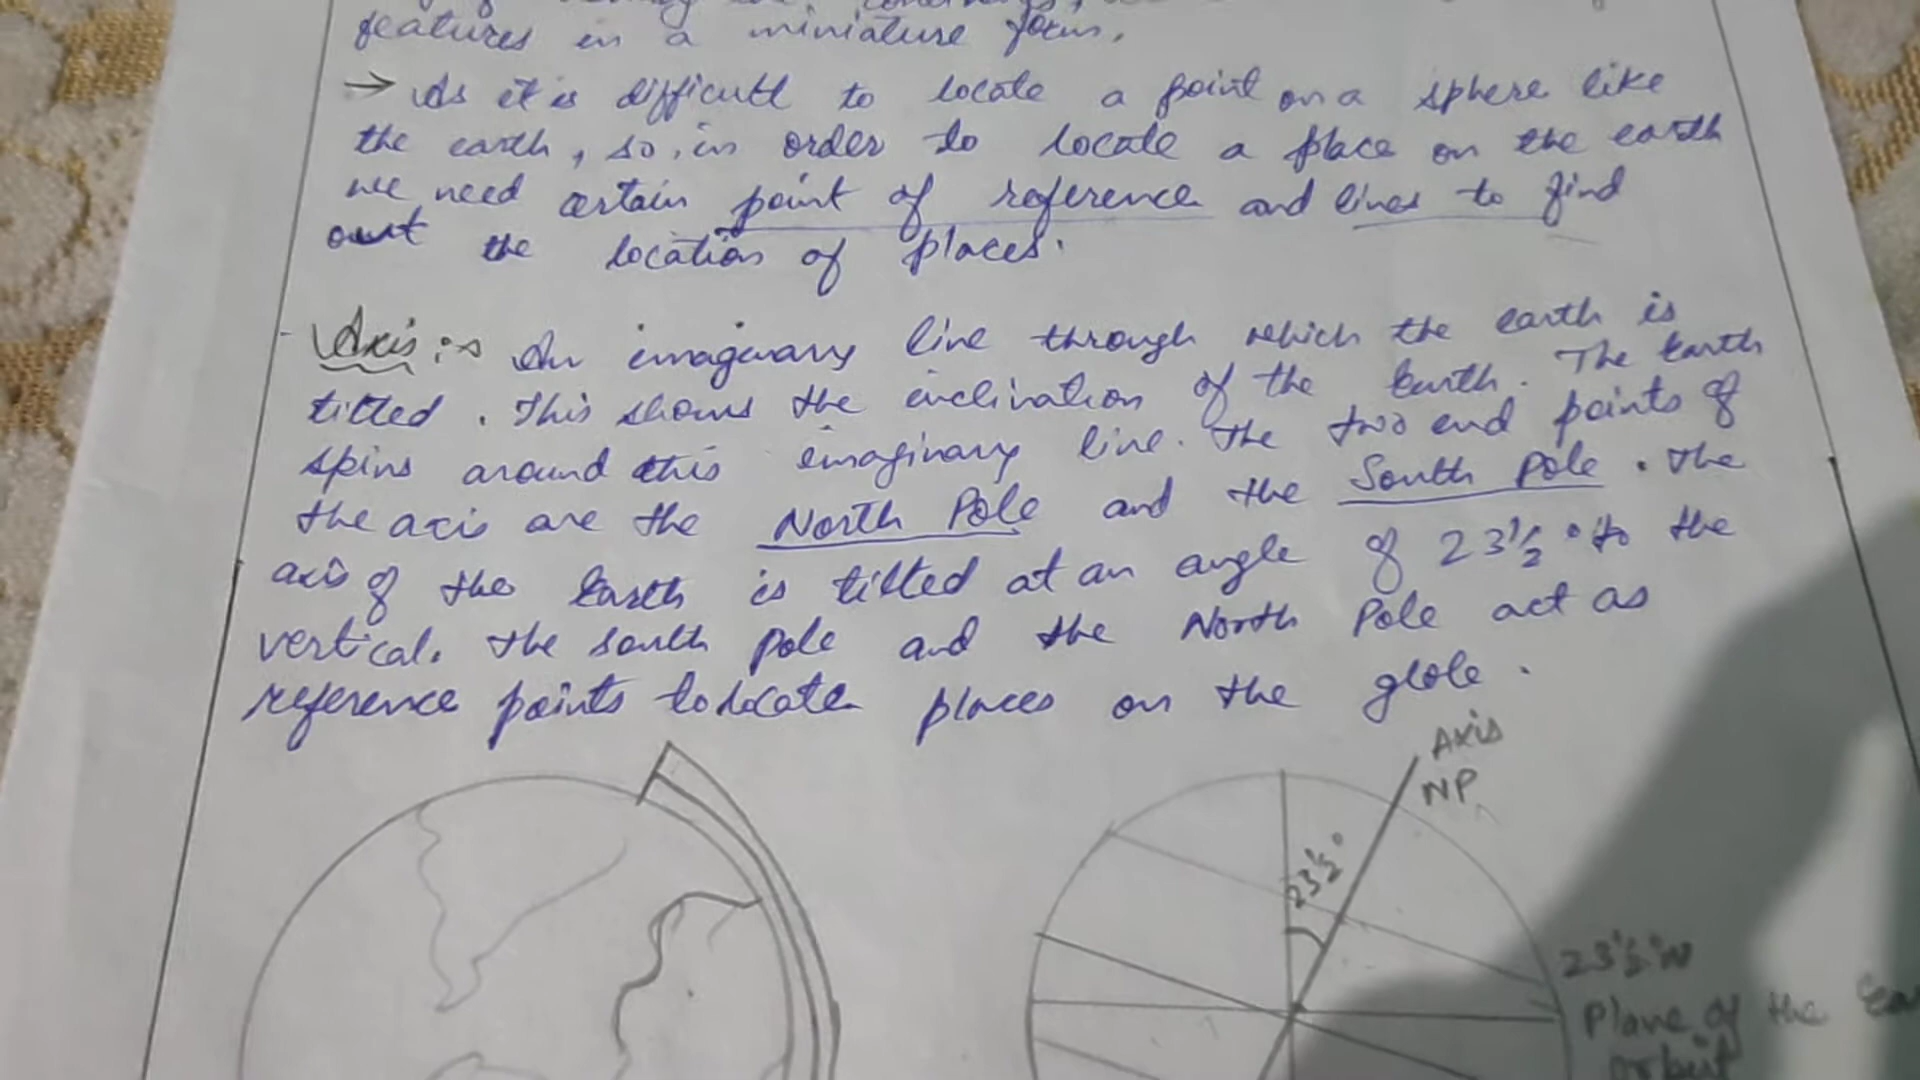 features in a miniature form.
→ As it is difficult to locate a point on a sphere like
the earth, so, in order to locate a place on the earth
we need certain point of reference and lines to find
out the location of places.
Axis :- An imaginary line through which the earth is
titled. This shows the inclination of the Earth. The Earth
spins around this imaginary line. The two end points of
the axis are the North Pole and the South Pole. The
axis of the Earth is tilted at an angle of 23½° to the
vertical. The south pole and the North Pole act as
reference points to locate places on the globe.
Axis
NP
23½°
23½°N
Plane of the
orbit